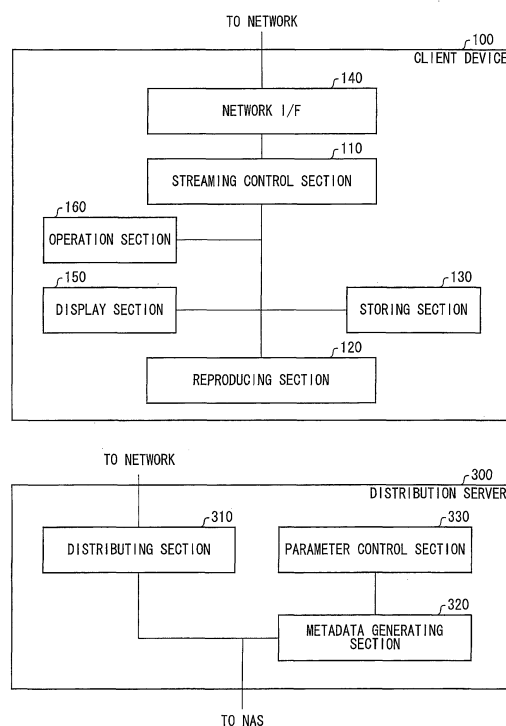 TO NETWORK
100
CLIENT DEVICE
140
NETWORK I/F
110
STREAMING CONTROL SECTION
160
OPERATION SECTION
150
DISPLAY SECTION
130
STORING SECTION
120
REPRODUCING SECTION
TO NETWORK
300
DISTRIBUTION SERVER
310
DISTRIBUTING SECTION
330
PARAMETER CONTROL SECTION
320
METADATA GENERATING
SECTION
TO NAS